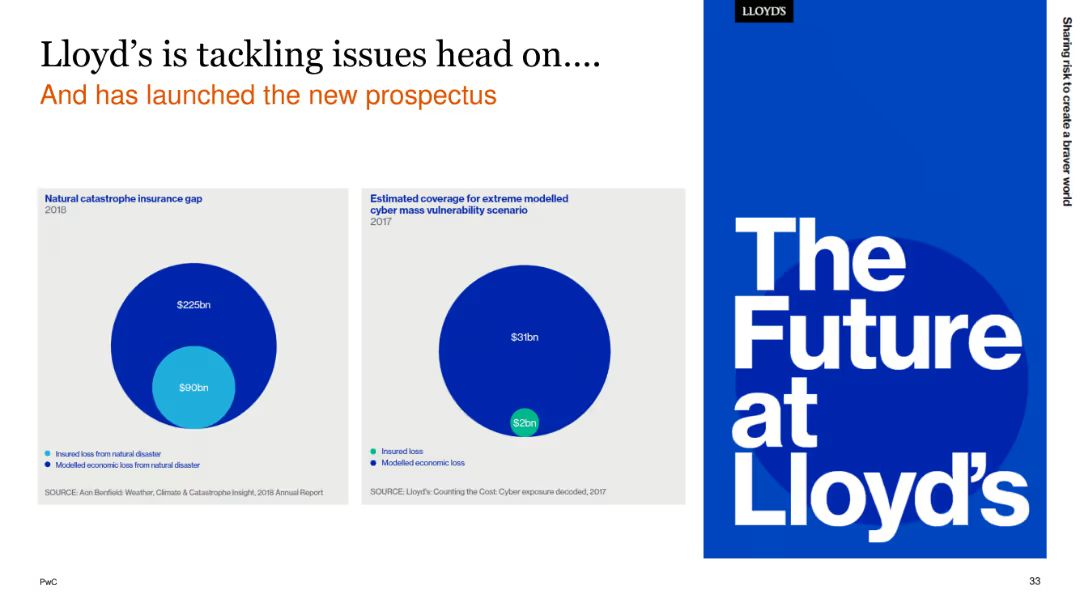 Lloyd's is tackling issues head on....
And has launched the new prospectus
Natural catastrophe insurance gap
2018
$225bn
$90bn
Insured loss from natural disaster
Modelled economic loss from natural disaster
SOURCE: Aon Benfield: Weather, Climate & Catastrophe Insight, 2018 Annual Report
Estimated coverage for extreme modelled
cyber mass vulnerability scenario
2017
$31bn
$2bn
Insured loss
Modelled economic loss
SOURCE: Lloyd's: Counting the Cost: Cyber exposure decoded, 2017
LLOYD'S
The
Future
at
Lloyd's
Sharing risk to create a braver world
PwC
33